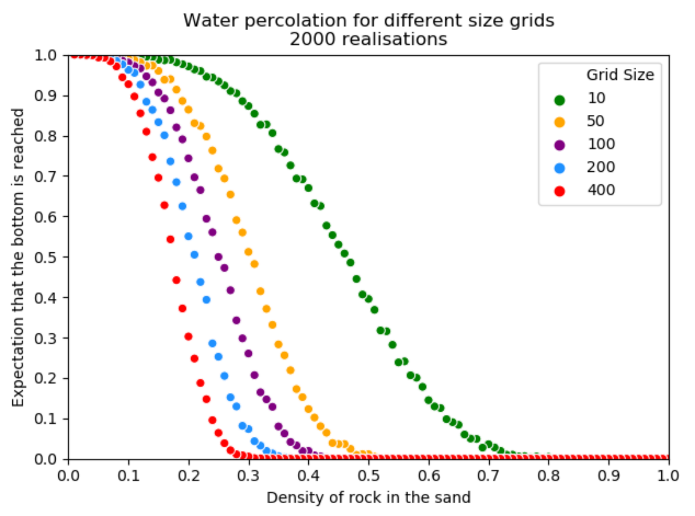 Water percolation for different size grids
2000 realisations
Expectation that the bottom is reached
1.0
0.9
0.8
0.7
0.6
0.5
0.4
0.3
0.2
0.1
0.0
Grid Size
10
50
100
200
400
0.0 0.1 0.2 0.3 0.4 0.5 0.6 0.7 0.8 0.9 1.0
Density of rock in the sand